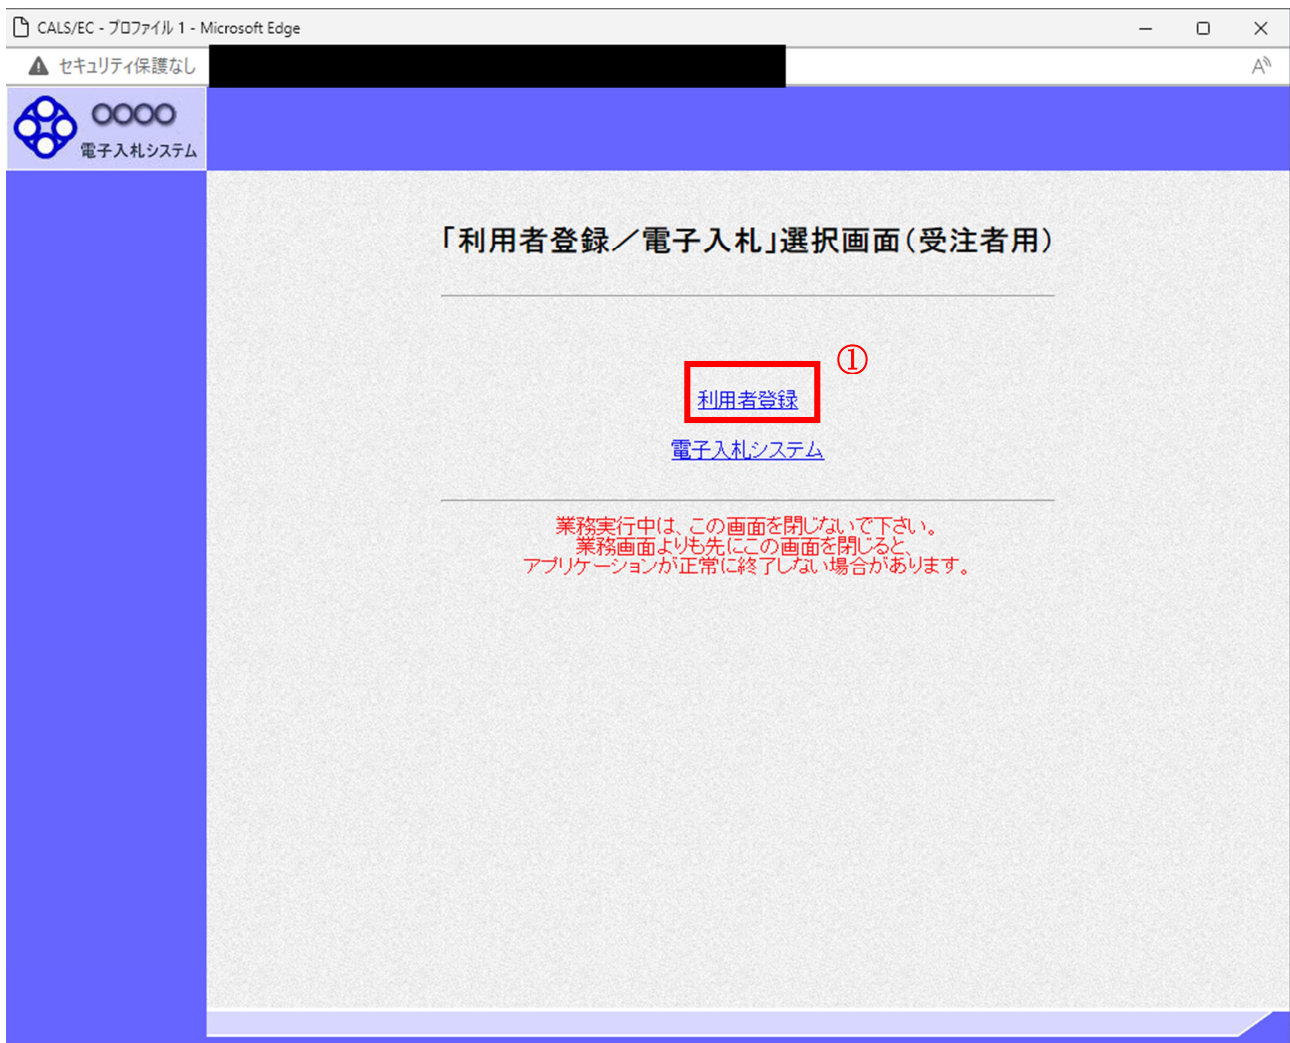 CALS/EC - プロファイル 1 - Microsoft Edge
セキュリティ保護なし
A
○○○○
電子入札システム
「利用者登録／電子入札」選択画面（受注者用）
①
利用者登録
電子入札システム
業務実行中は、この画面を閉じないで下さい。
業務画面よりも先にこの画面を閉じると、
アプリケーションが正常に終了しない場合があります。